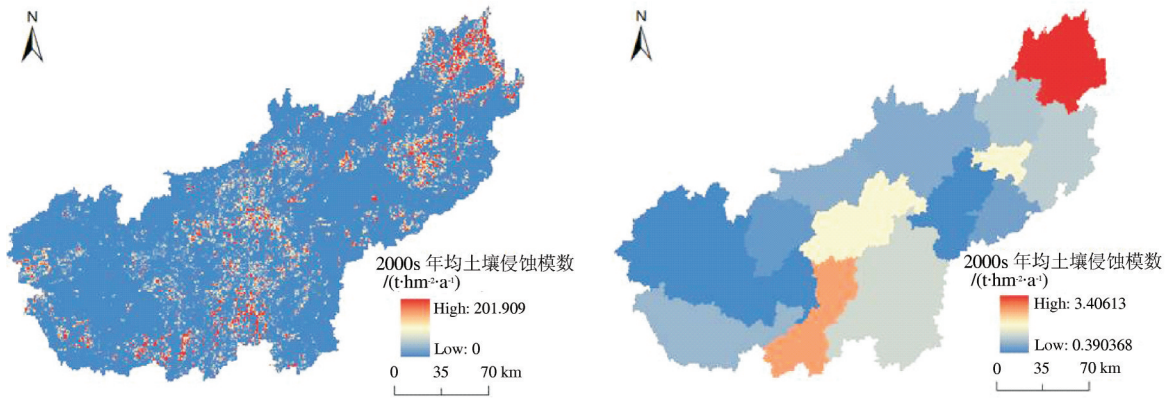 N
2000s 年均土壤侵蚀模数
/(t·hm⁻²·a⁻¹)
High: 201.909
Low: 0
0 35 70 km
N
2000s 年均土壤侵蚀模数
/(t·hm⁻²·a⁻¹)
High: 3.40613
Low: 0.390368
0 35 70 km